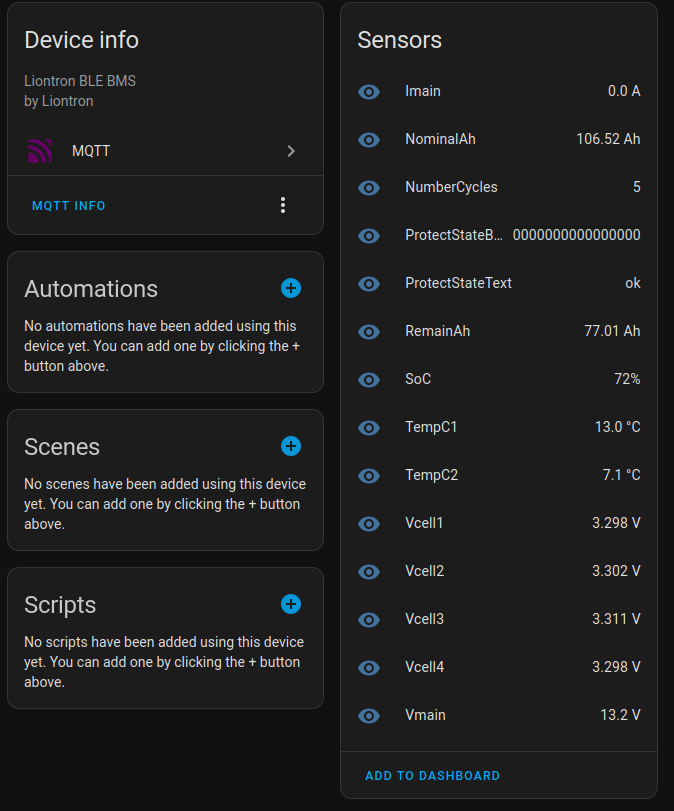 Device info
Liontron BLE BMS
by Liontron
MQTT
MQTT INFO
Automations
No automations have been added using this
device yet. You can add one by clicking the +
button above.
Scenes
No scenes have been added using this device
yet. You can add one by clicking the + button
above.
Scripts
No scripts have been added using this device
yet. You can add one by clicking the + button
above.
Sensors
Imain 0.0 A
NominalAh 106.52 Ah
NumberCycles 5
ProtectStateB... 0000000000000000
ProtectStateText ok
RemainAh 77.01 Ah
SoC 72%
TempC1 13.0 °C
TempC2 7.1 °C
Vcell1 3.298 V
Vcell2 3.302 V
Vcell3 3.311 V
Vcell4 3.298 V
Vmain 13.2 V
ADD TO DASHBOARD